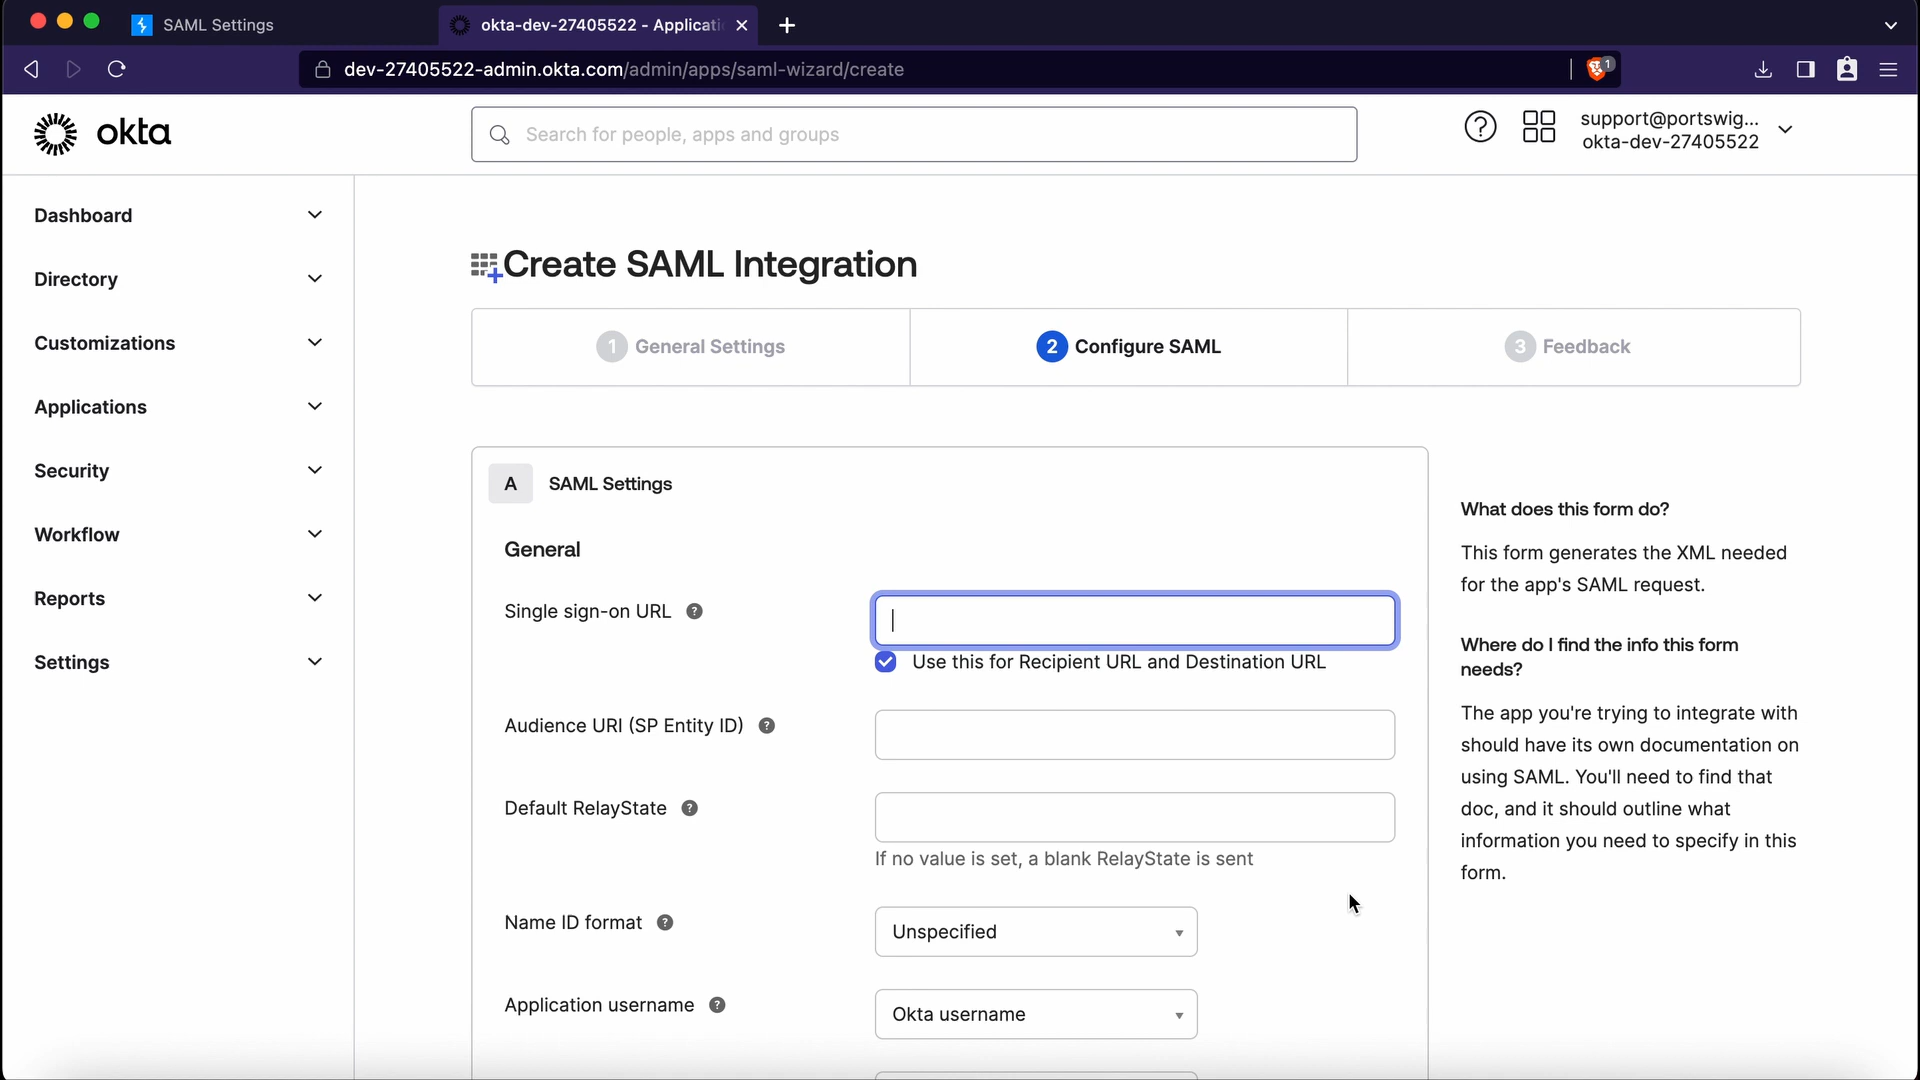 SAML Settings
okta-dev-27405522 - Applicati
dev-27405522-admin.okta.com/admin/apps/saml-wizard/create
1
okta
Search for people, apps and groups
support@portswig...
okta-dev-27405522
Dashboard
Directory
Customizations
Applications
Security
Workflow
Reports
Settings
Create SAML Integration
1 General Settings
2 Configure SAML
3 Feedback
A SAML Settings
General
Single sign-on URL ?
Use this for Recipient URL and Destination URL
Audience URI (SP Entity ID) ?
Default RelayState ?
If no value is set, a blank RelayState is sent
Name ID format ? Unspecified
Application username ? Okta username
What does this form do?
This form generates the XML needed
for the app's SAML request.
Where do I find the info this form
needs?
The app you're trying to integrate with
should have its own documentation on
using SAML. You'll need to find that
doc, and it should outline what
information you need to specify in this
form.